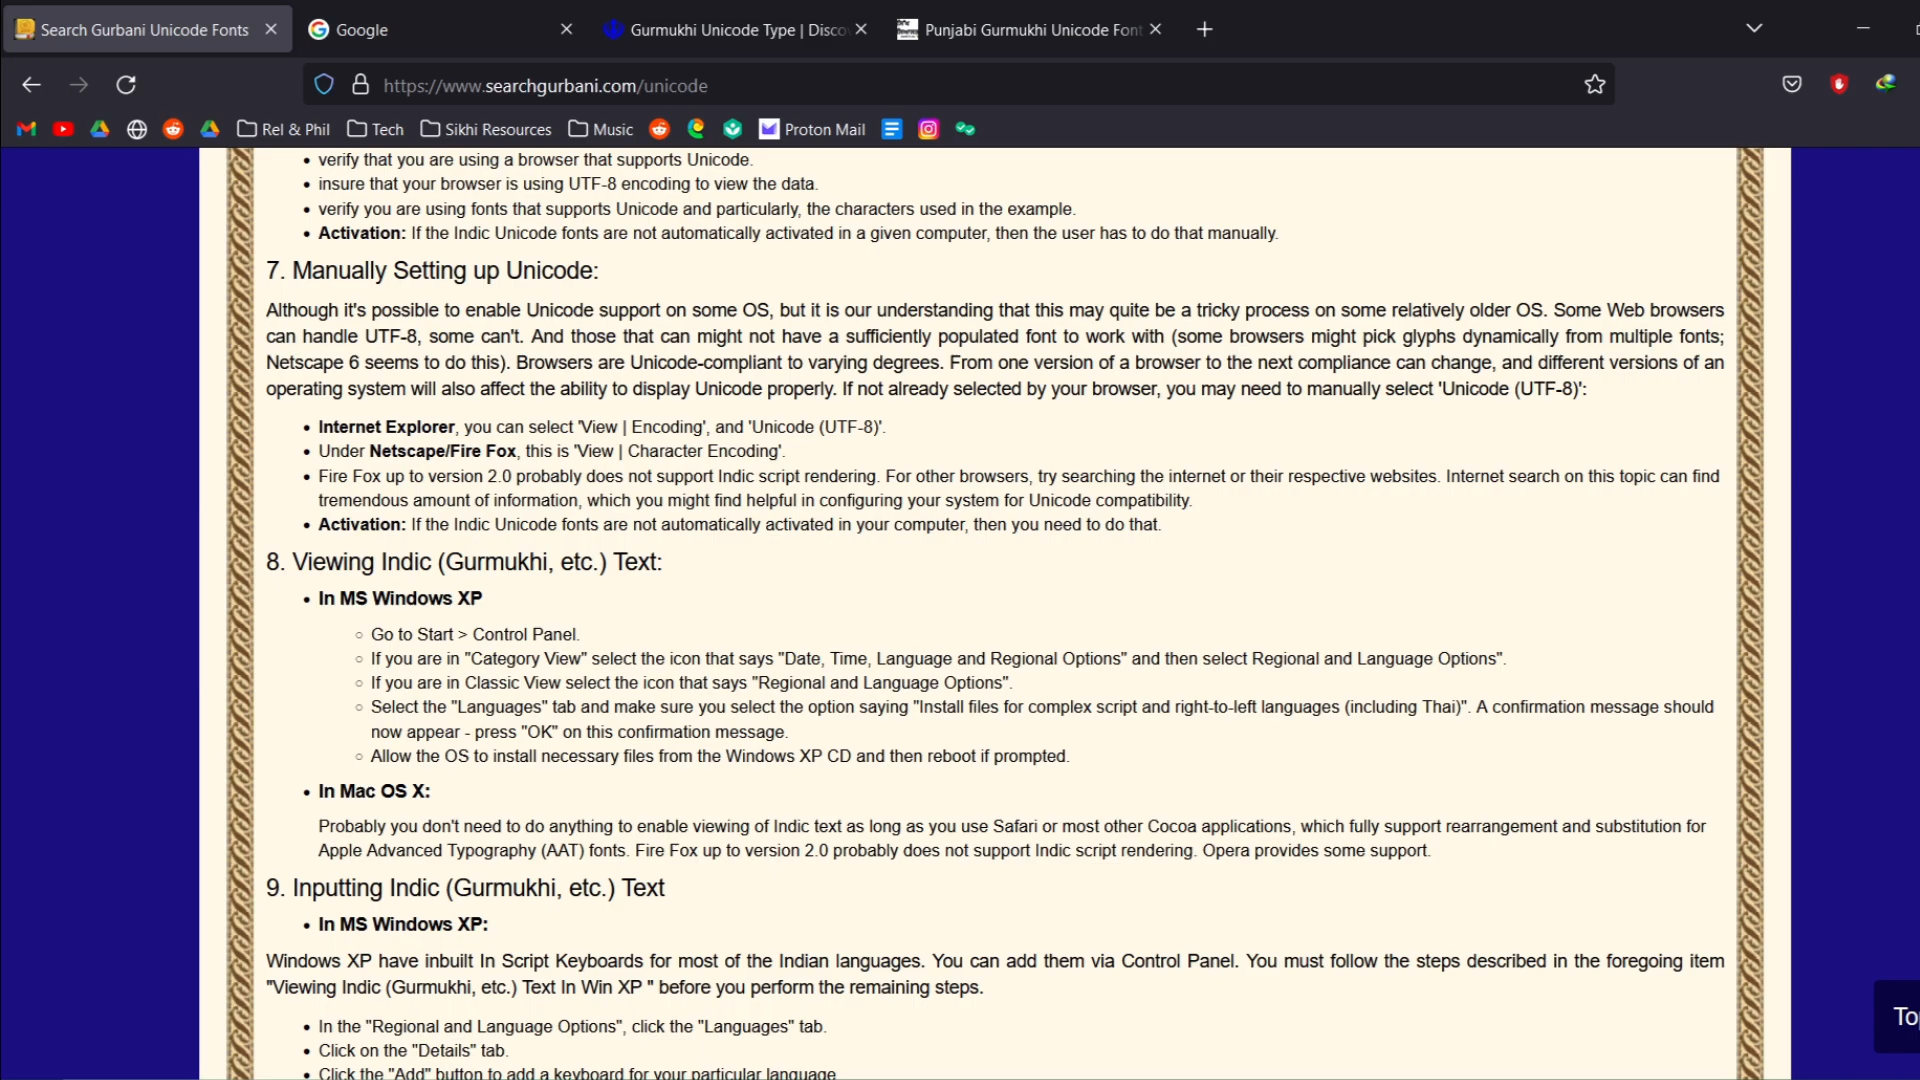 Search Gurbani Unicode Fonts
Google
Gurmukhi Unicode Type | Disco
Punjabi Gurmukhi Unicode Font
https://www.searchgurbani.com/unicode
Rel & Phil
Tech
Sikhi Resources
Music
Proton Mail
• verify that you are using a browser that supports Unicode.
• insure that your browser is using UTF-8 encoding to view the data.
• verify you are using fonts that supports Unicode and particularly, the characters used in the example.
• Activation: If the Indic Unicode fonts are not automatically activated in a given computer, then the user has to do that manually.
7. Manually Setting up Unicode:
Although it's possible to enable Unicode support on some OS, but it is our understanding that this may quite be a tricky process on some relatively older OS. Some Web browsers
can handle UTF-8, some can't. And those that can might not have a sufficiently populated font to work with (some browsers might pick glyphs dynamically from multiple fonts;
Netscape 6 seems to do this). Browsers are Unicode-compliant to varying degrees. From one version of a browser to the next compliance can change, and different versions of an
operating system will also affect the ability to display Unicode properly. If not already selected by your browser, you may need to manually select 'Unicode (UTF-8)':
• Internet Explorer, you can select 'View | Encoding', and 'Unicode (UTF-8)'.
• Under Netscape/Fire Fox, this is 'View | Character Encoding'.
• Fire Fox up to version 2.0 probably does not support Indic script rendering. For other browsers, try searching the internet or their respective websites. Internet search on this topic can find
tremendous amount of information, which you might find helpful in configuring your system for Unicode compatibility.
• Activation: If the Indic Unicode fonts are not automatically activated in your computer, then you need to do that.
8. Viewing Indic (Gurmukhi, etc.) Text:
• In MS Windows XP
○ Go to Start > Control Panel.
○ If you are in "Category View" select the icon that says "Date, Time, Language and Regional Options" and then select Regional and Language Options".
○ If you are in Classic View select the icon that says "Regional and Language Options".
○ Select the "Languages" tab and make sure you select the option saying "Install files for complex script and right-to-left languages (including Thai)". A confirmation message should
now appear - press "OK" on this confirmation message.
○ Allow the OS to install necessary files from the Windows XP CD and then reboot if prompted.
• In Mac OS X:
Probably you don't need to do anything to enable viewing of Indic text as long as you use Safari or most other Cocoa applications, which fully support rearrangement and substitution for
Apple Advanced Typography (AAT) fonts. Fire Fox up to version 2.0 probably does not support Indic script rendering. Opera provides some support.
9. Inputting Indic (Gurmukhi, etc.) Text
• In MS Windows XP:
Windows XP have inbuilt In Script Keyboards for most of the Indian languages. You can add them via Control Panel. You must follow the steps described in the foregoing item
"Viewing Indic (Gurmukhi, etc.) Text In Win XP " before you perform the remaining steps.
• In the "Regional and Language Options", click the "Languages" tab.
• Click on the "Details" tab.
• Click the "Add" button to add a keyboard for your particular language